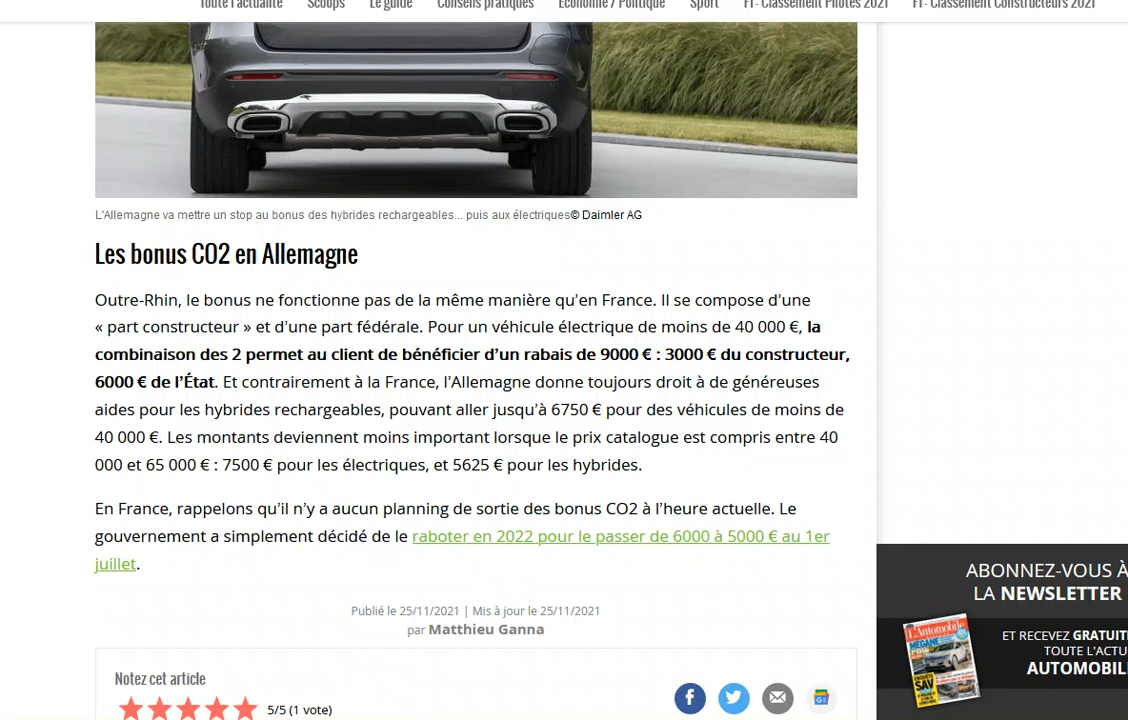 Toute l'actualité Scoops Le guide Conseils pratiques Economie / Politique Sport F1 : Classement Pilotes 2021 F1 : Classement Constructeurs 2021
L'Allemagne va mettre un stop au bonus des hybrides rechargeables... puis aux électriques© Daimler AG
Les bonus CO2 en Allemagne
Outre-Rhin, le bonus ne fonctionne pas de la même manière qu’en France. Il se compose d’une
« part constructeur » et d’une part fédérale. Pour un véhicule électrique de moins de 40 000 €, la
combinaison des 2 permet au client de bénéficier d’un rabais de 9000 € : 3000 € du constructeur,
6000 € de l’État. Et contrairement à la France, l’Allemagne donne toujours droit à de généreuses
aides pour les hybrides rechargeables, pouvant aller jusqu’à 6750 € pour des véhicules de moins de
40 000 €. Les montants deviennent moins important lorsque le prix catalogue est compris entre 40
000 et 65 000 € : 7500 € pour les électriques, et 5625 € pour les hybrides.
En France, rappelons qu’il n’y a aucun planning de sortie des bonus CO2 à l’heure actuelle. Le
gouvernement a simplement décidé de le raboter en 2022 pour le passer de 6000 à 5000 € au 1er
juillet.
Publié le 25/11/2021 | Mis à jour le 25/11/2021
par Matthieu Ganna
Notez cet article
5/5 (1 vote)
ABONNEZ-VOUS À
LA NEWSLETTER
ET RECEVEZ GRATUIT
TOUTE L'ACTU
AUTOMOBIL
L'Automobile
MEGANE
ENQUÊTE
SAV